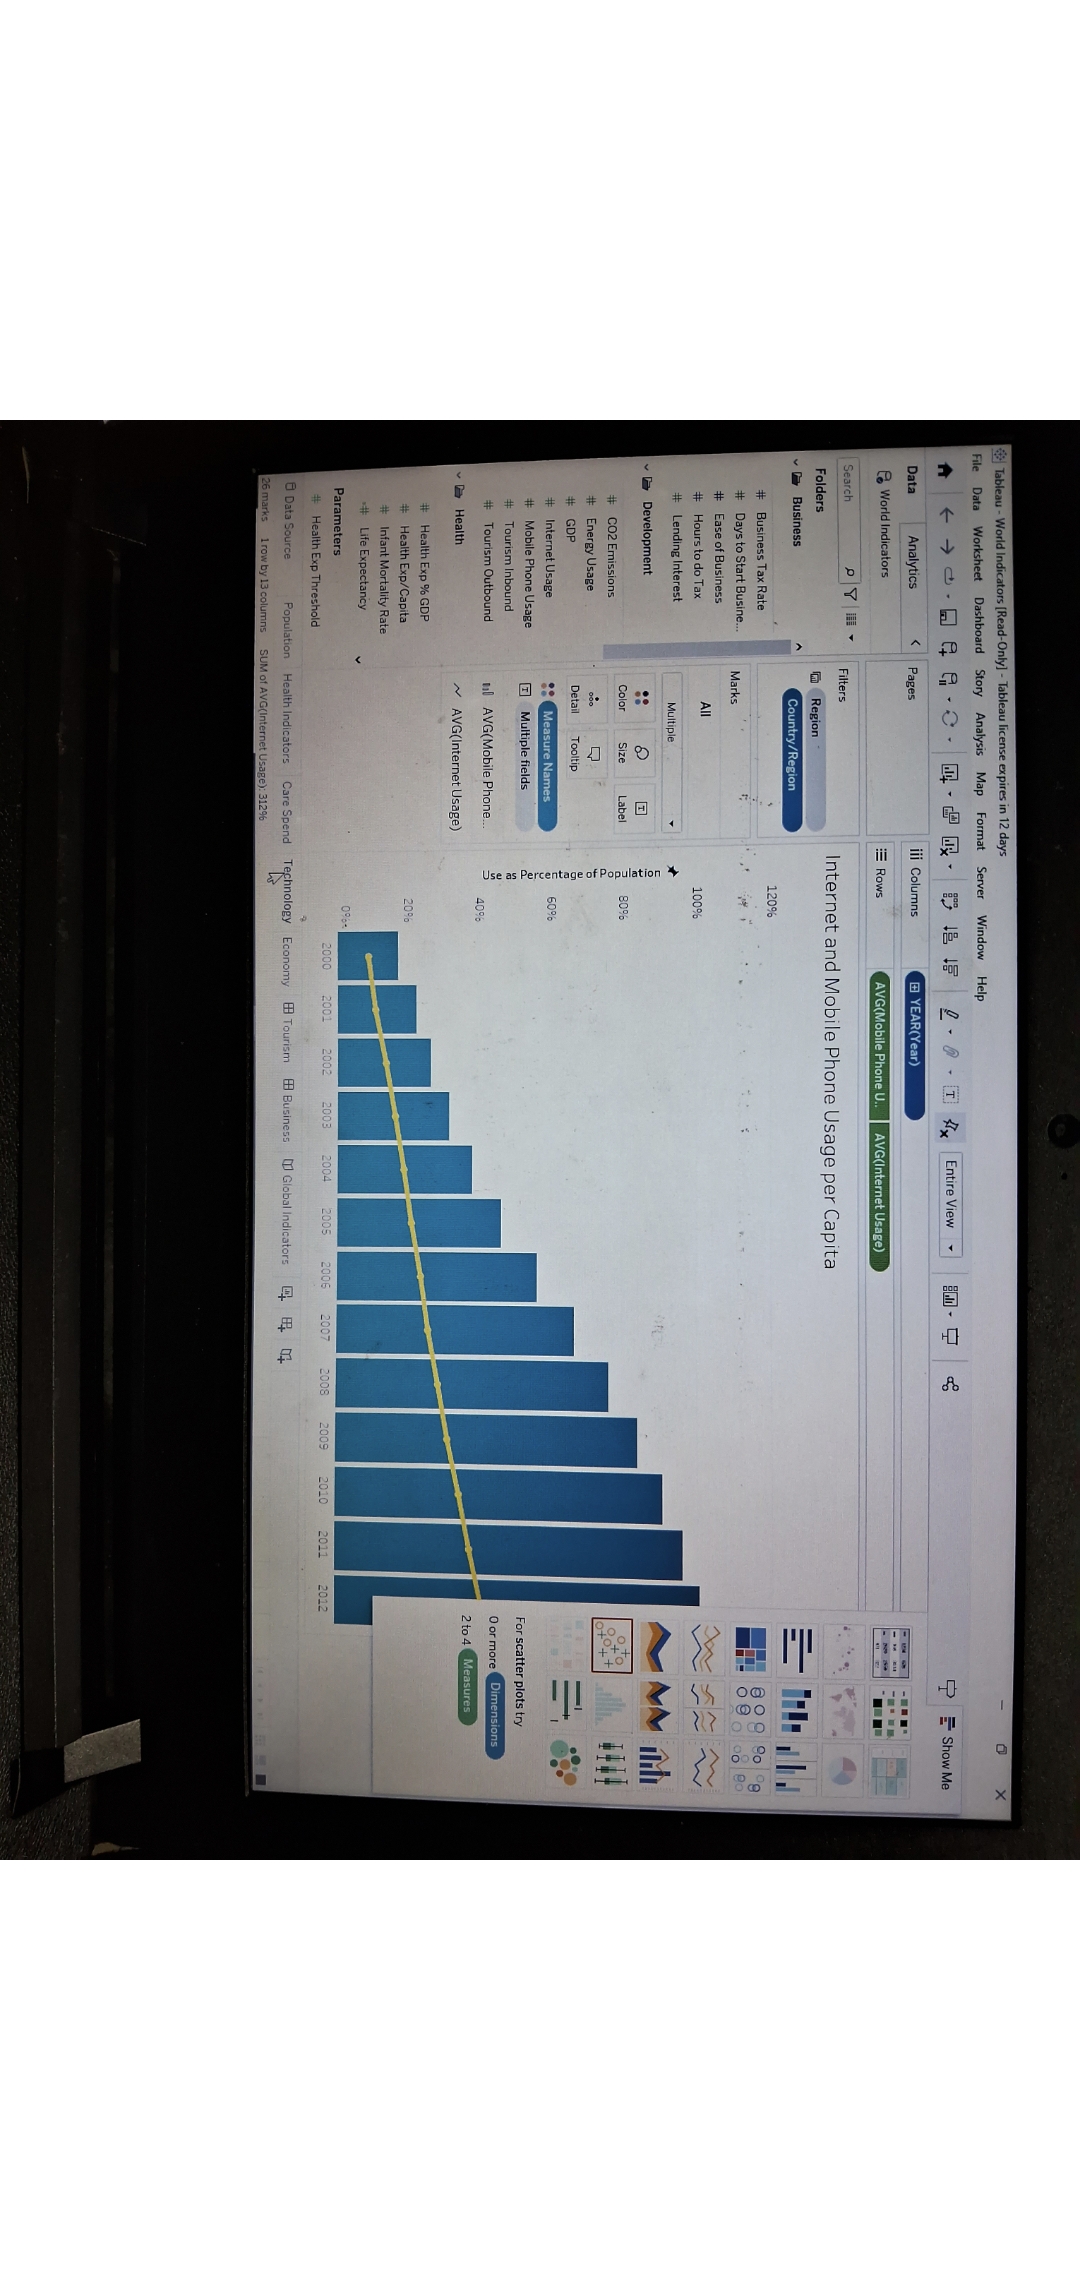 Tableau - World Indicators [Read-Only] - Tableau license expires in 12 days
File Data Worksheet Dashboard Story Analysis Map Format Server Window Help
Entire View
Show Me
Data Analytics
World Indicators
Search
Folders
Business
Business Tax Rate
Days to Start Busine...
Ease of Business
Hours to do Tax
Lending Interest
Development
CO2 Emissions
Energy Usage
GDP
Internet Usage
Mobile Phone Usage
Tourism Inbound
Tourism Outbound
Health
Health Exp % GDP
Health Exp/Capita
Infant Mortality Rate
Life Expectancy
Parameters
Health Exp Threshold
Pages
Filters
Region
Country/Region
Marks
All
Multiple
Color Size Label
Detail Tooltip
Measure Names
Multiple fields
AVG(Mobile Phone...
AVG(Internet Usage)
Columns YEAR(Year)
Rows AVG(Mobile Phone U.. AVG(Internet Usage)
Internet and Mobile Phone Usage per Capita
Use as Percentage of Population
120%
100%
80%
60%
40%
20%
0%
2000 2001 2002 2003 2004 2005 2006 2007 2008 2009 2010 2011 2012
For scatter plots try
0 or more Dimensions
2 to 4 Measures
Data Source Population Health Indicators Care Spend Technology Economy Tourism Business Global Indicators
26 marks 1 row by 13 columns SUM of AVG(Internet Usage): 312%